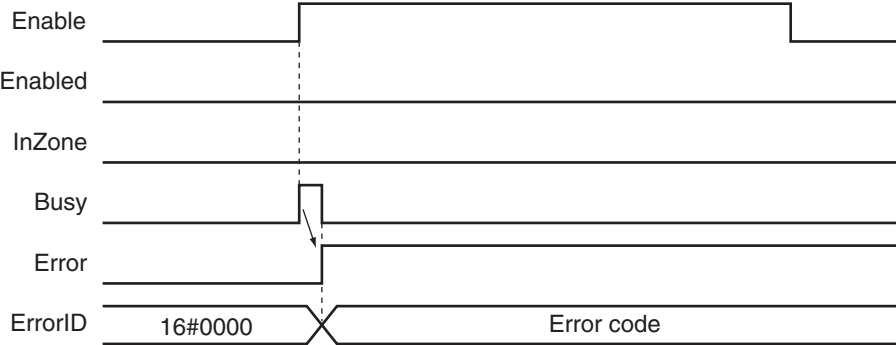 Enable
Enabled
InZone
Busy
Error
ErrorID 16#0000 Error code